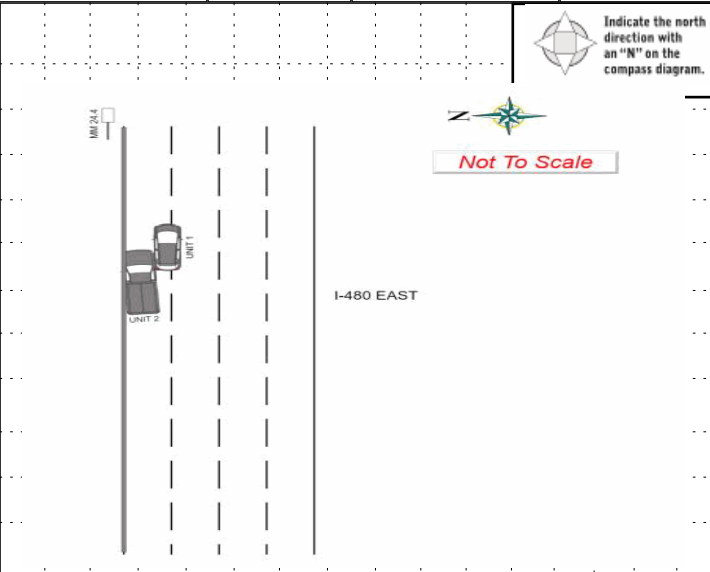 Indicate the north
direction with
an “N” on the
compass diagram.
MM 24.4
N
Not To Scale
UNIT 1
I-480 EAST
UNIT 2